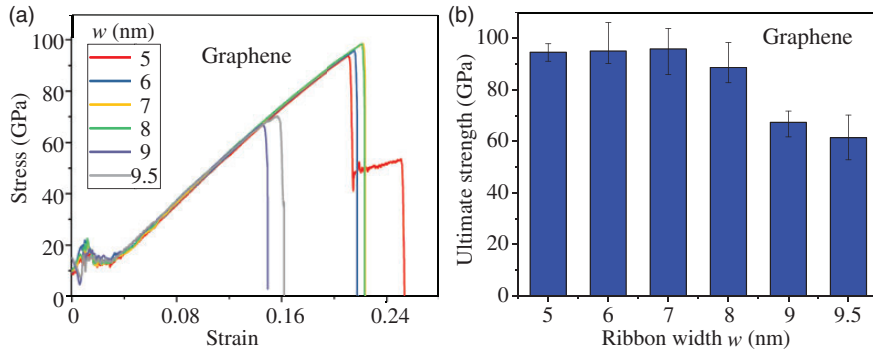 (a)
w (nm)
5
6
7
8
9
9.5
Graphene
Stress (GPa)
100
80
60
40
20
0
0 0.08 0.16 0.24
Strain
(b)
Graphene
Ultimate strength (GPa)
100
80
60
40
20
0
5 6 7 8 9 9.5
Ribbon width w (nm)